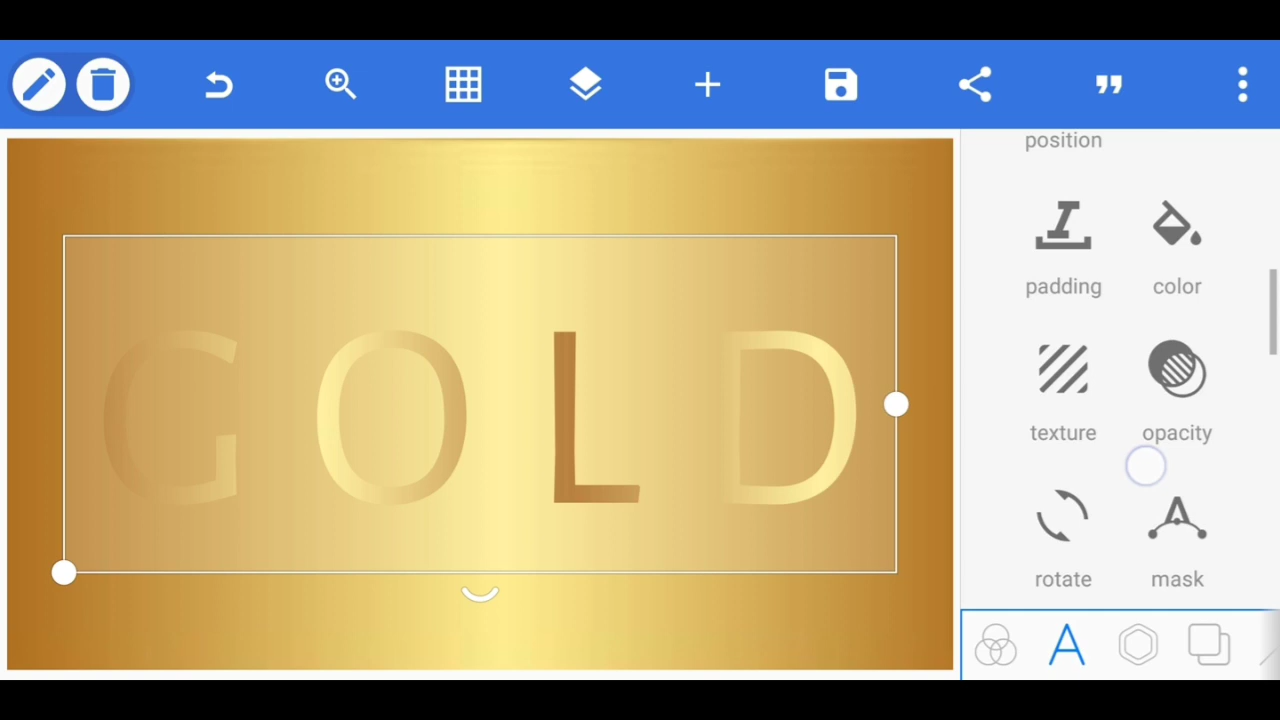 position
GOLD
padding
color
texture
opacity
rotate
mask